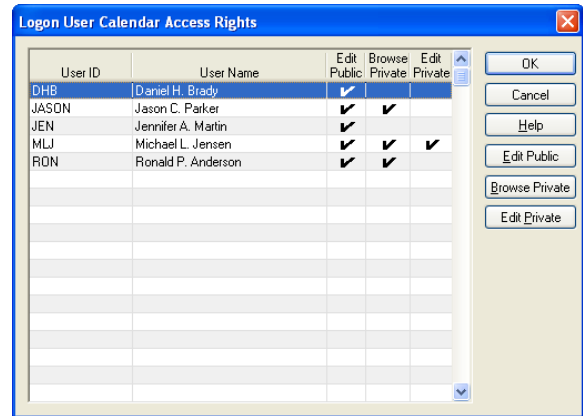 Logon User Calendar Access Rights
Edit Browse Edit
User ID User Name Public Private Private
DHB Daniel H. Brady ✔
JASON Jason C. Parker ✔ ✔
JEN Jennifer A. Martin ✔
MLJ Michael L. Jensen ✔ ✔ ✔
RON Ronald P. Anderson ✔ ✔
OK
Cancel
Help
Edit Public
Browse Private
Edit Private